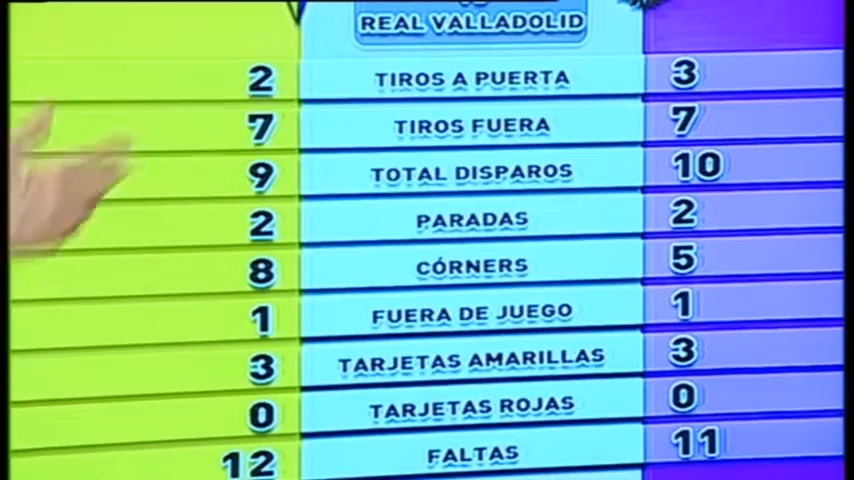 REAL VALLADOLID
2 TIROS A PUERTA 3
7 TIROS FUERA 7
9 TOTAL DISPAROS 10
2 PARADAS 2
8 CÓRNERS 5
1 FUERA DE JUEGO 1
3 TARJETAS AMARILLAS 3
0 TARJETAS ROJAS 0
12 FALTAS 11